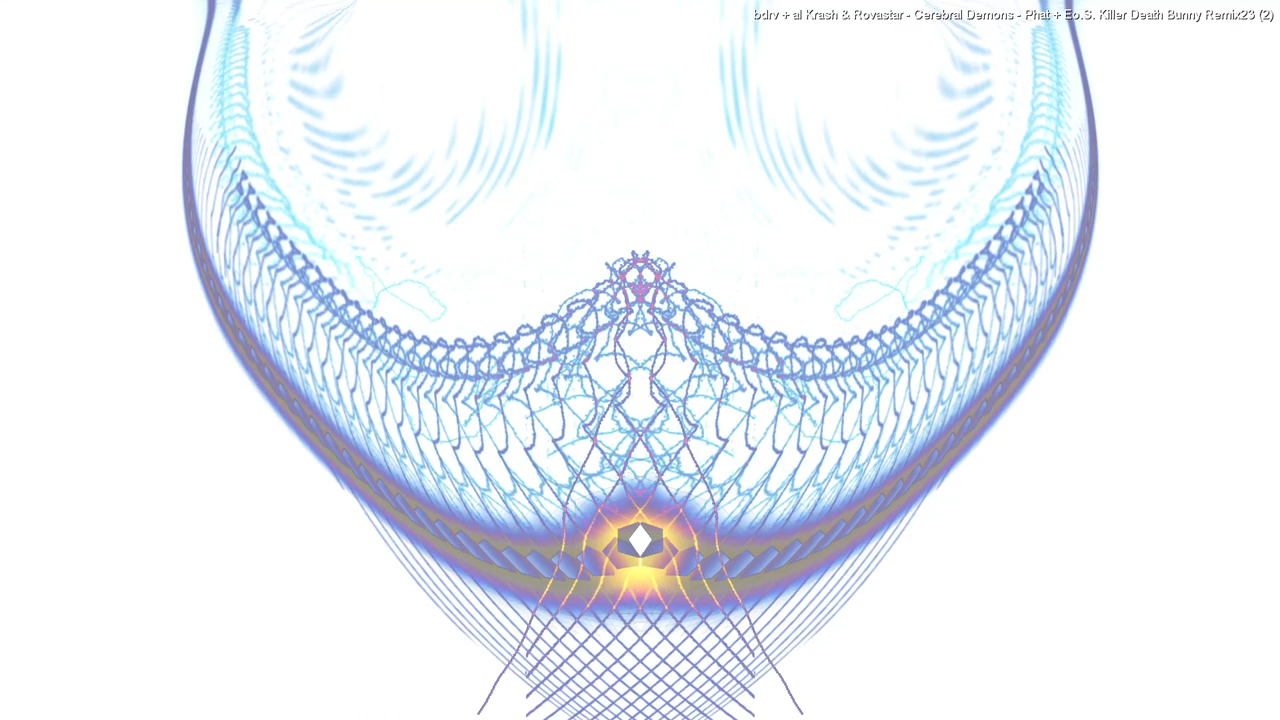 bdrv + al Krash & Rovastar - Cerebral Demons - Phat + Eo.S. Killer Death Bunny Remix23 (2)